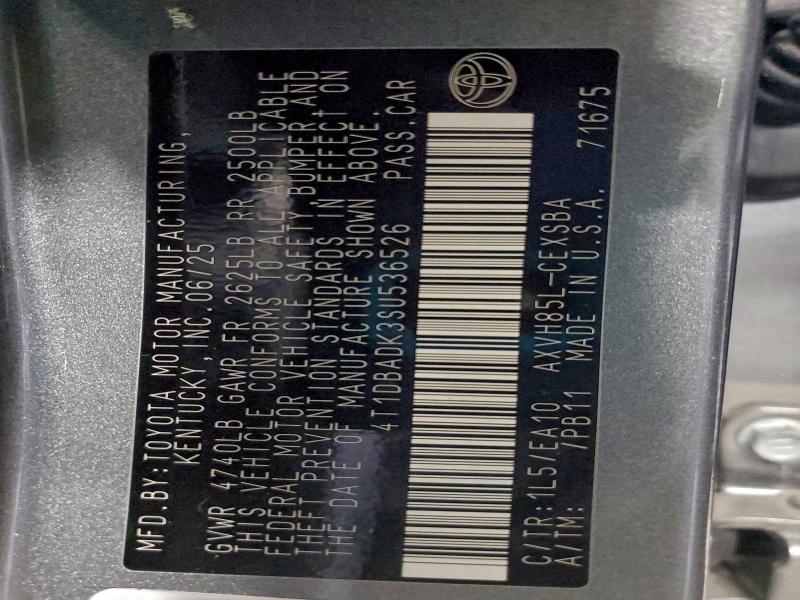 MFD.BY:TOYOTA MOTOR MANUFACTURING,
KENTUCKY, INC.06/25
GVWR 4740LB GAWR FR 2625LB RR 2500LB
THIS VEHICLE CONFORMS TO ALL APPLICABLE
FEDERAL MOTOR VEHICLE SAFETY, BUMPER, AND
THEFT PREVENTION STANDARDS IN EFFECT ON
THE DATE OF MANUFACTURE SHOWN ABOVE.
4T1DBADK3SU536526 PASS.CAR
C/TR:1L5/EA10 AXVH85L-CEXSBA
A/TM: /PB11 MADE IN U.S.A. 71675